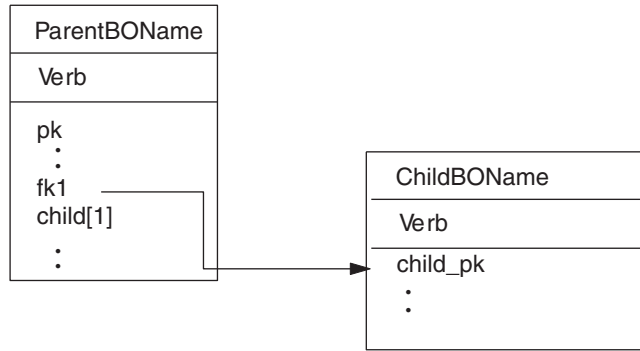 ParentBOName
Verb
pk
fk1
child[1]
ChildBOName
Verb
child_pk